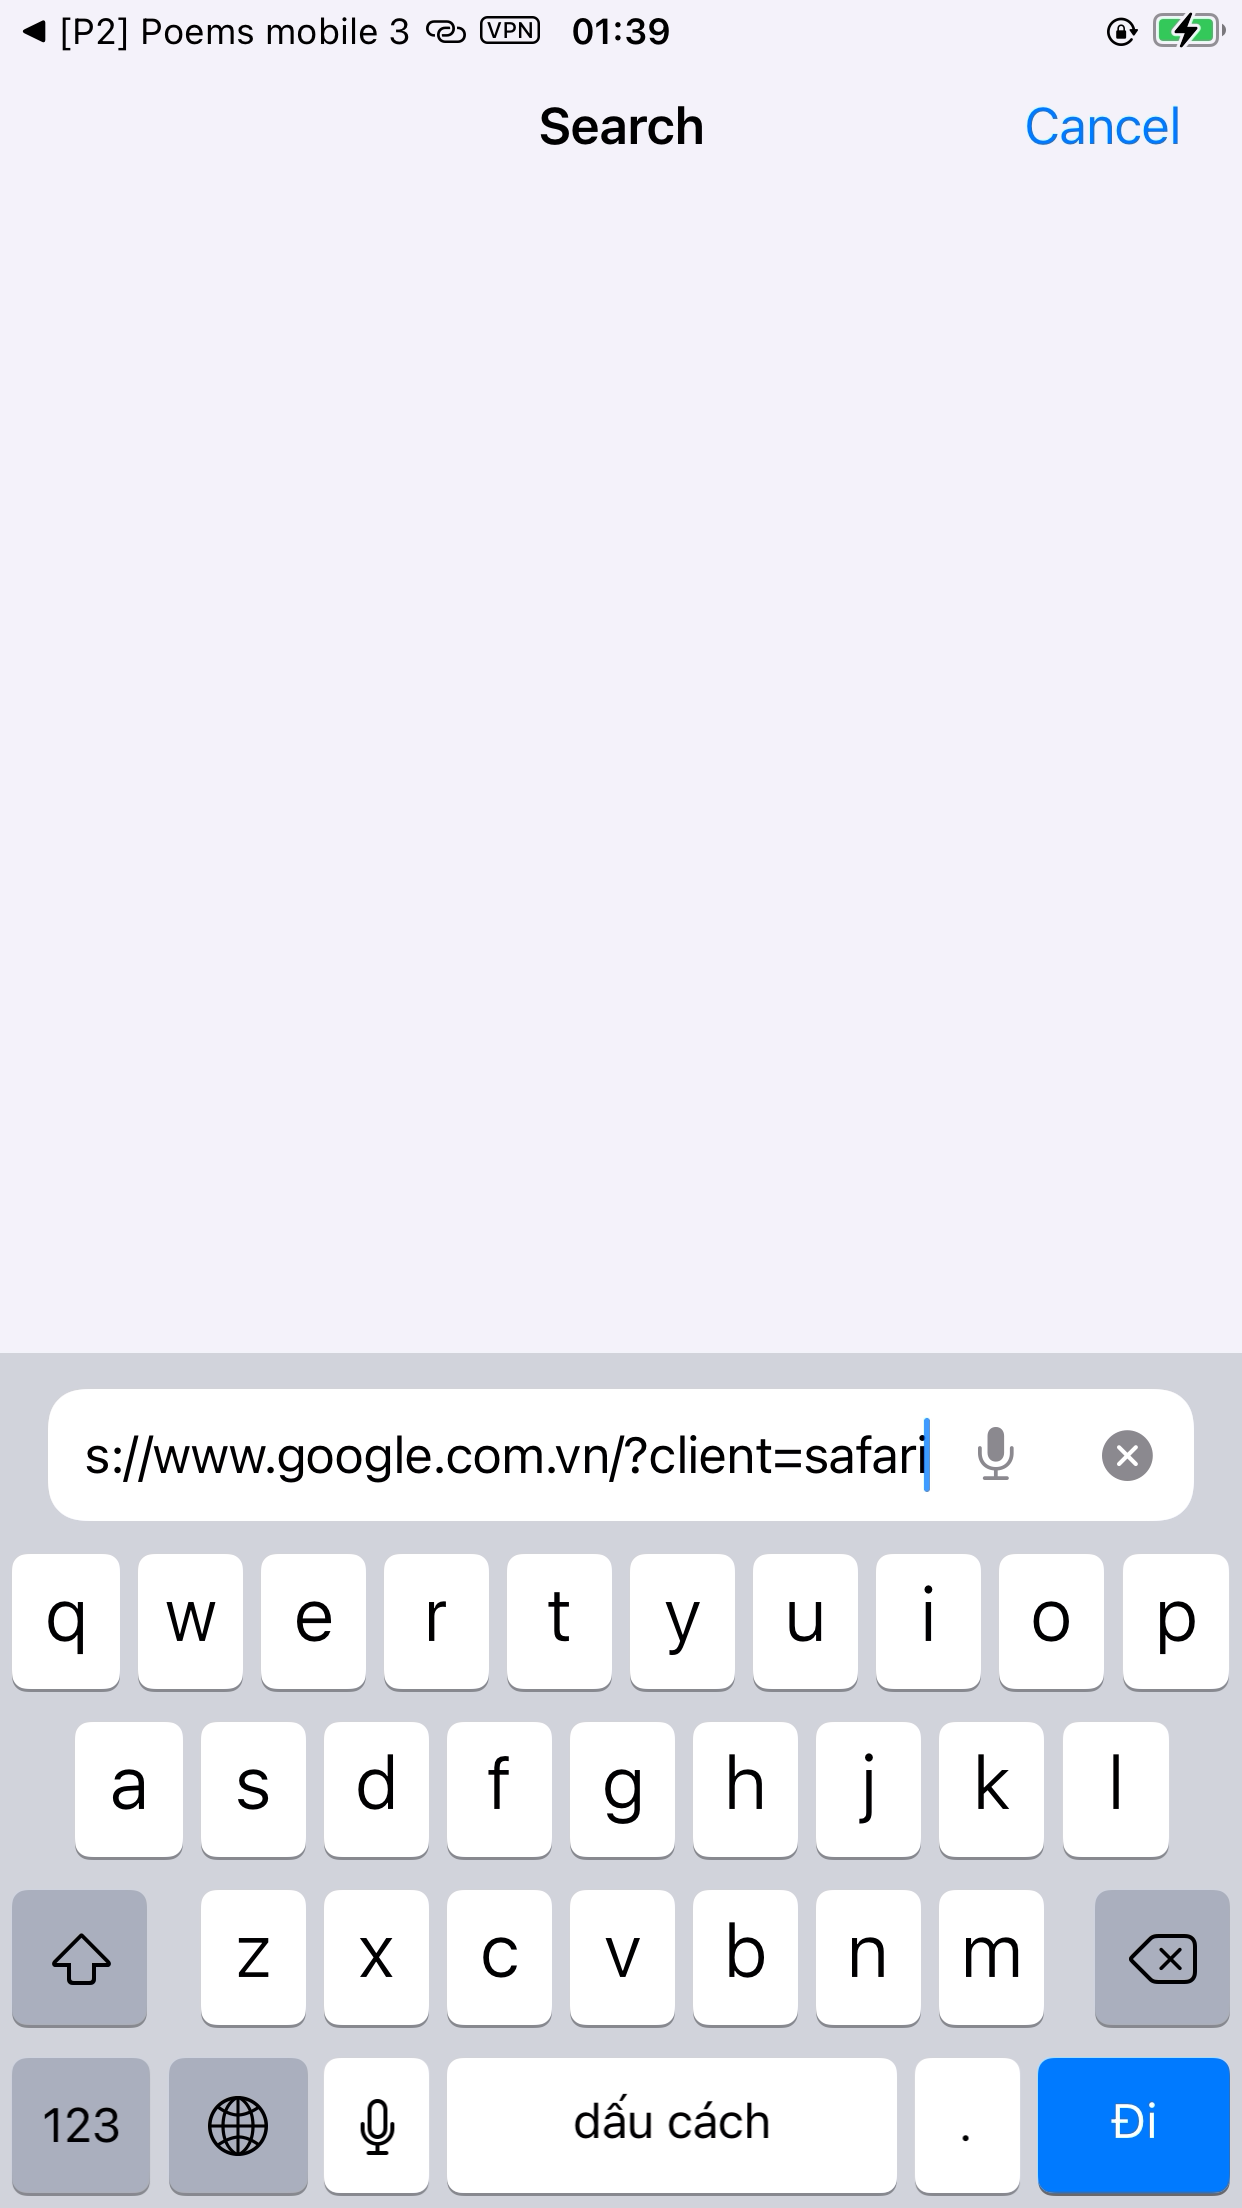 [P2] Poems mobile 3 VPN 01:39
Search Cancel
s://www.google.com.vn/?client=safari
q w e r t y u i o p
a s d f g h j k l
z x c v b n m
123 dấu cách . Đi